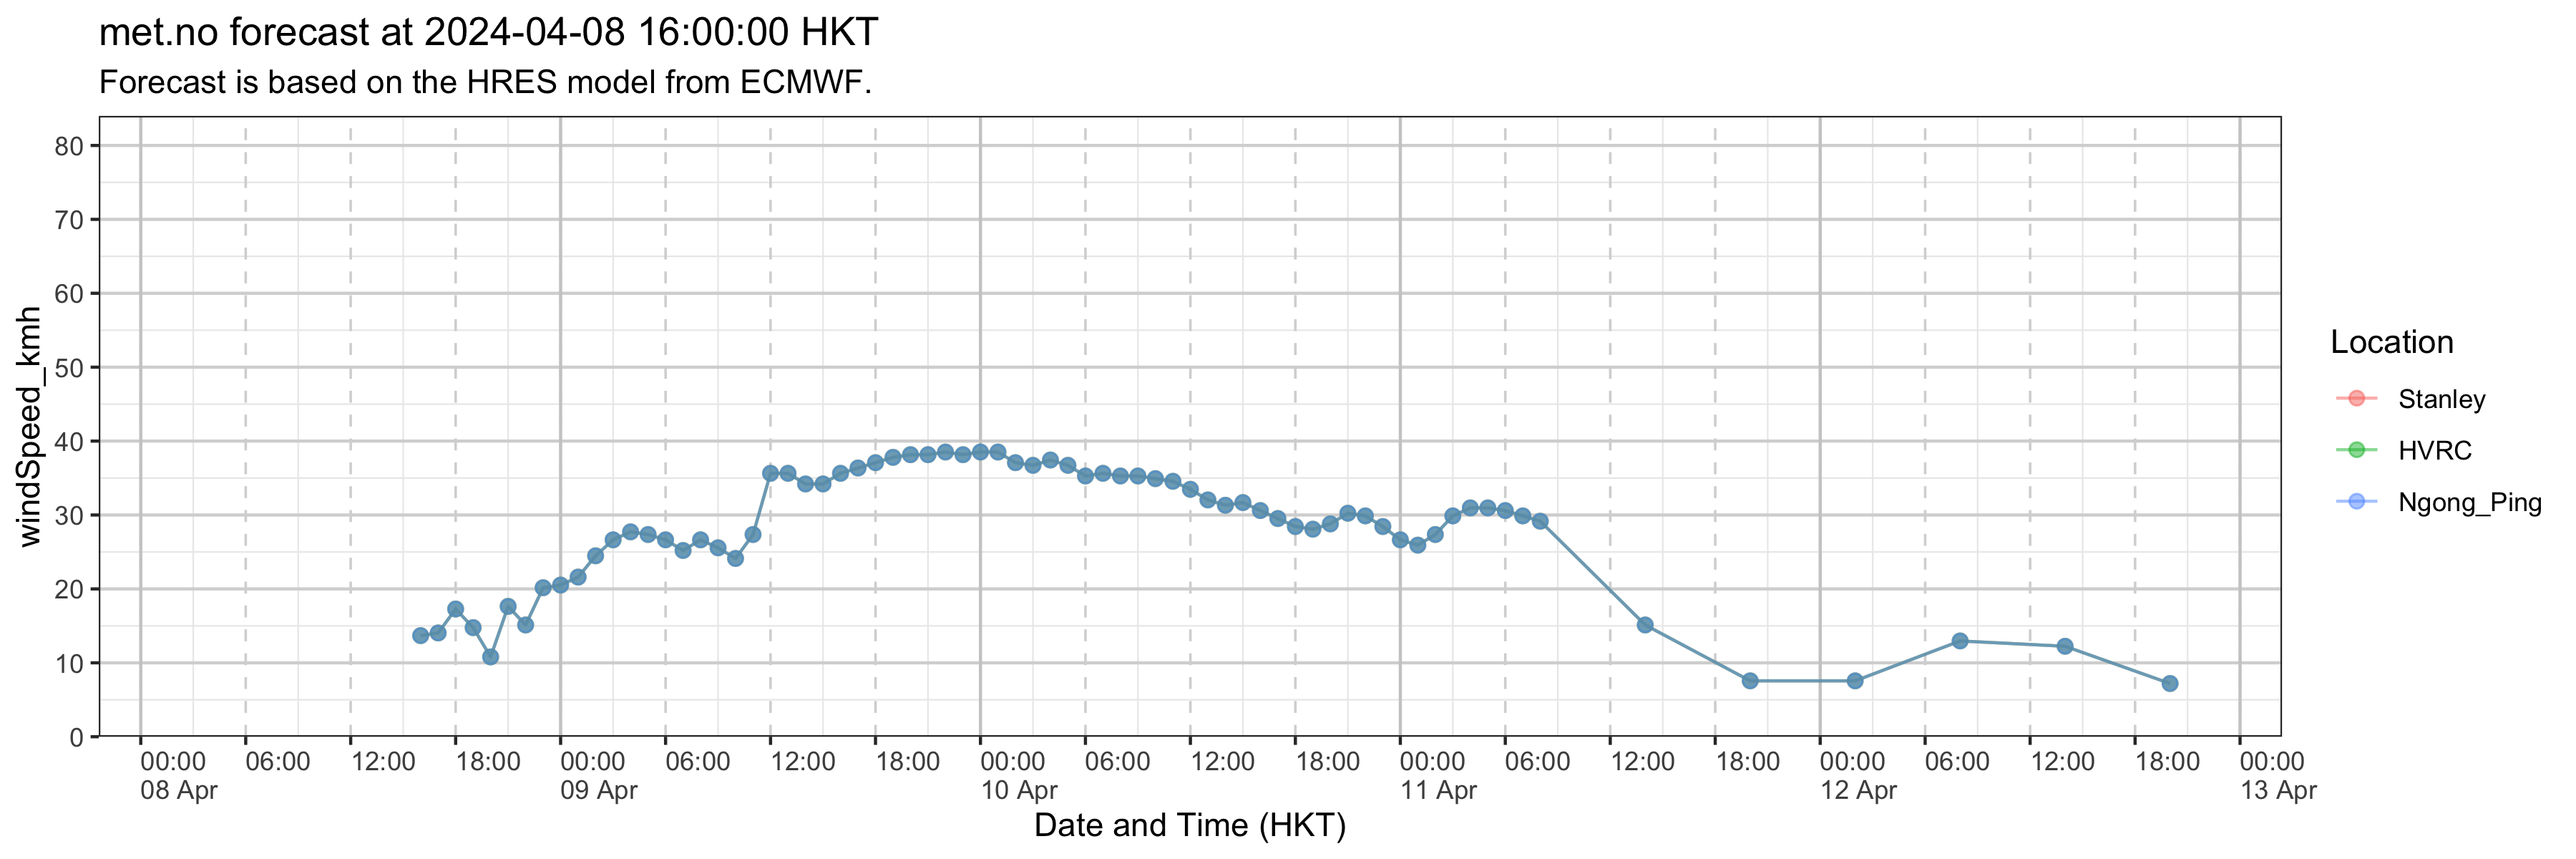 met.no forecast at 2024-04-08 16:00:00 HKT
Forecast is based on the HRES model from ECMWF.
windSpeed_kmh
80
70
60
50
40
30
20
10
0
00:00 06:00 12:00 18:00 00:00 06:00 12:00 18:00 00:00 06:00 12:00 18:00 00:00 06:00 12:00 18:00 00:00 06:00 12:00 18:00 00:00
08 Apr 09 Apr 10 Apr 11 Apr 12 Apr 13 Apr
Date and Time (HKT)
Location
Stanley
HVRC
Ngong_Ping